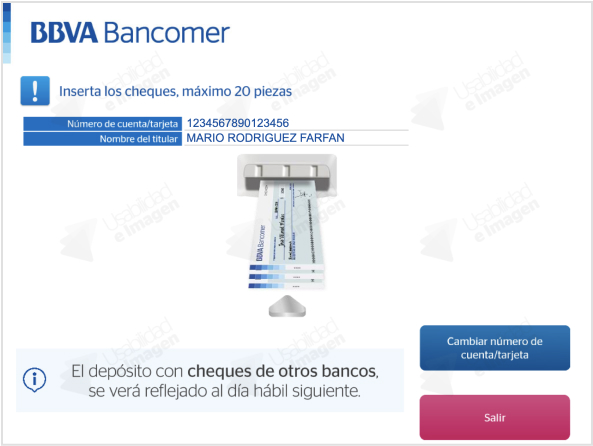 BBVA Bancomer
Inserta los cheques, máximo 20 piezas
Número de cuenta/tarjeta 1234567890123456
Nombre del titular MARIO RODRIGUEZ FARFAN
BBVA Bancomer
Cambiar número de
cuenta/tarjeta
El depósito con cheques de otros bancos,
se verá reflejado al día hábil siguiente.
Salir
Usabilidad
e imagen